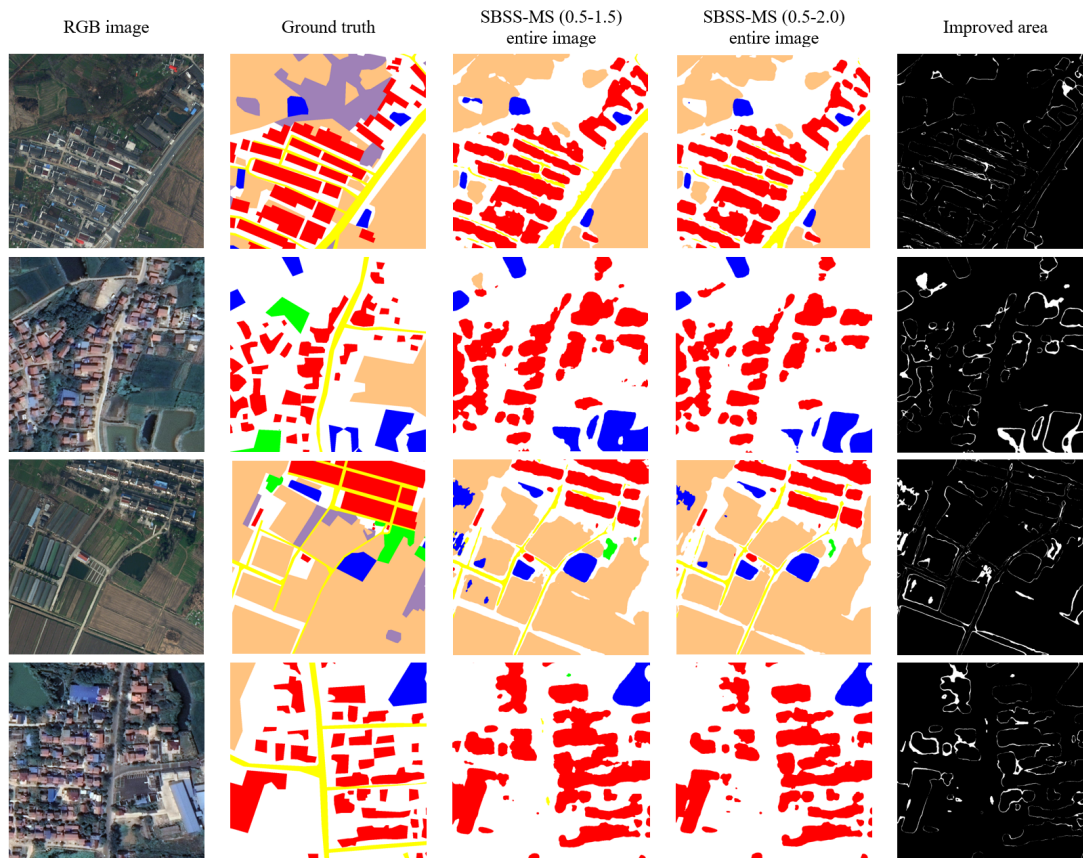 RGB image
Ground truth
SBSS-MS (0.5-1.5)
entire image
SBSS-MS (0.5-2.0)
entire image
Improved area